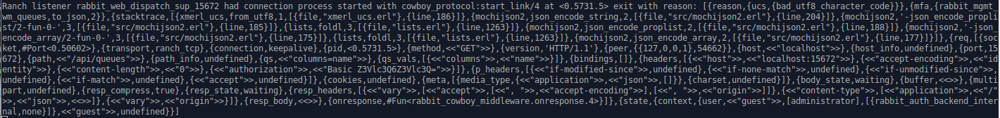 Ranch listener rabbit_web_dispatch_sup_15672 had connection process started with cowboy_protocol:start_link/4 at <0.5731.5> exit with reason: [{reason,{ucs,{bad_utf8_character_code}}},{mfa,{rabbit_mgmt_
wm_queues,to_json,2}},{stacktrace,[{xmerl_ucs,from_utf8,1,[{file,"xmerl_ucs.erl"},{line,186}]},{mochijson2,json_encode_string,2,[{file,"src/mochijson2.erl"},{line,204}]},{mochijson2,'-json_encode_propli
st/2-fun-0-',3,[{file,"src/mochijson2.erl"},{line,185}]},{lists,foldl,3,[{file,"lists.erl"},{line,1263}]},{mochijson2,json_encode_proplist,2,[{file,"src/mochijson2.erl"},{line,188}]},{mochijson2,'-json_
encode_array/2-fun-0-',3,[{file,"src/mochijson2.erl"},{line,175}]},{lists,foldl,3,[{file,"lists.erl"},{line,1263}]},{mochijson2,json_encode_array,2,[{file,"src/mochijson2.erl"},{line,177}]}]},{req,[{soc
ket,#Port<0.50602>},{transport,ranch_tcp},{connection,keepalive},{pid,<0.5731.5>},{method,<<"GET">>},{version,'HTTP/1.1'},{peer,{{127,0,0,1},54662}},{host,<<"localhost">>},{host_info,undefined},{port,15
672},{path,<<"/api/queues">>},{path_info,undefined},{qs,<<"columns=name">>},{qs_vals,[{<<"columns">>,<<"name">>}]},{bindings,[]},{headers,[{<<"host">>,<<"localhost:15672">>},{<<"accept-encoding">>,<<"id
entity">>},{<<"content-length">>,<<"0">>},{<<"authorization">>,<<"Basic Z3Vlc3Q6Z3Vlc3Q=">>}]},{p_headers,[{<<"if-modified-since">>,undefined},{<<"if-none-match">>,undefined},{<<"if-unmodified-since">>,
undefined},{<<"if-match">>,undefined},{<<"accept">>,undefined}]},{cookies,undefined},{meta,[{media_type,{<<"application">>,<<"json">>,[]}},{charset,undefined}]},{body_state,waiting},{buffer,<<>>},{multi
part,undefined},{resp_compress,true},{resp_state,waiting},{resp_headers,[{<<"vary">>,[<<"accept">>,[<<", ">>,<<"accept-encoding">>],[<<", ">>,<<"origin">>]]},{<<"content-type">>,[<<"application">>,<<"/"
>>,<<"json">>,<<>>]},{<<"vary">>,<<"origin">>}]},{resp_body,<<>>},{onresponse,#Fun<rabbit_cowboy_middleware.onresponse.4>}]},{state,{context,{user,<<"guest">>,[administrator],[{rabbit_auth_backend_inter
nal,none}]},<<"guest">>,undefined}}]